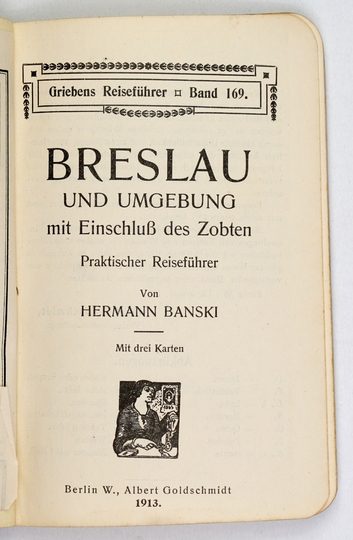 Griebens Reiseführer ¤ Band 169.
BRESLAU
UND UMGEBUNG
mit Einschluß des Zobten
Praktischer Reiseführer
Von
HERMANN BANSKI
Mit drei Karten
Berlin W., Albert Goldschmidt
1913.